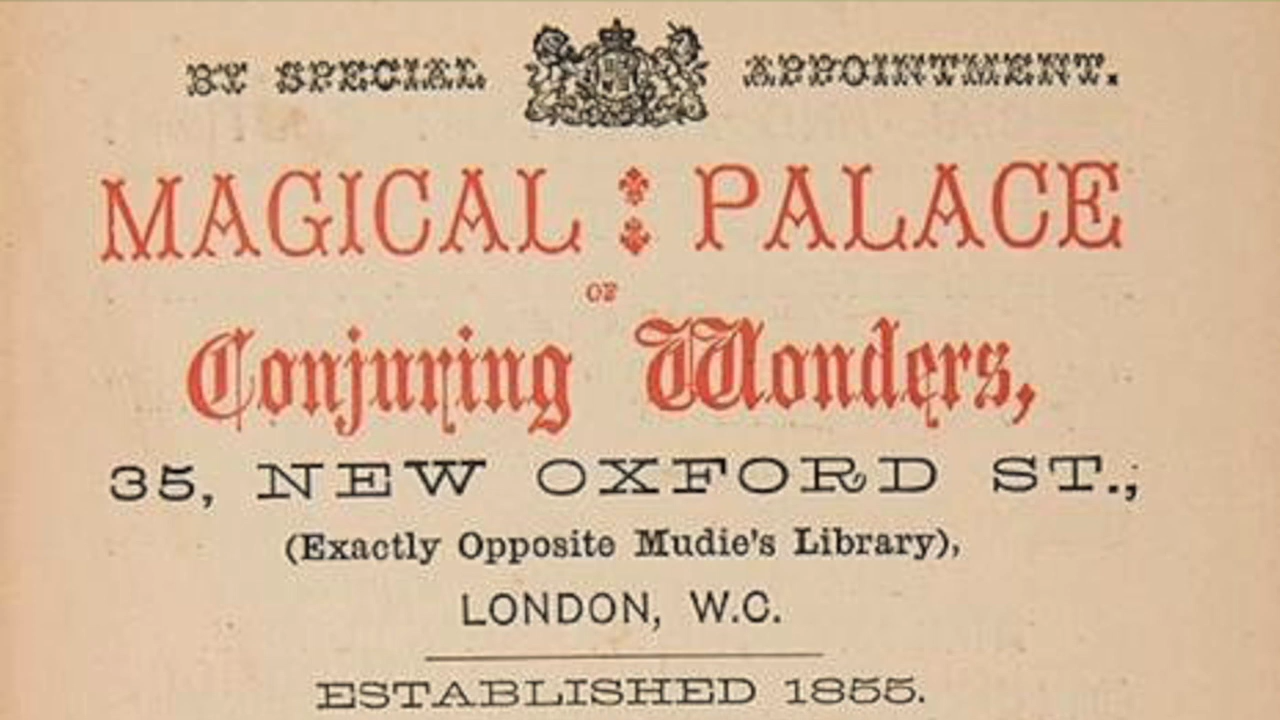 BY SPECIAL APPOINTMENT.
MAGICAL PALACE
OF
Conjuring Wonders,
35, NEW OXFORD ST.,
(Exactly Opposite Mudie's Library),
LONDON, W.C.
ESTABLISHED 1855.